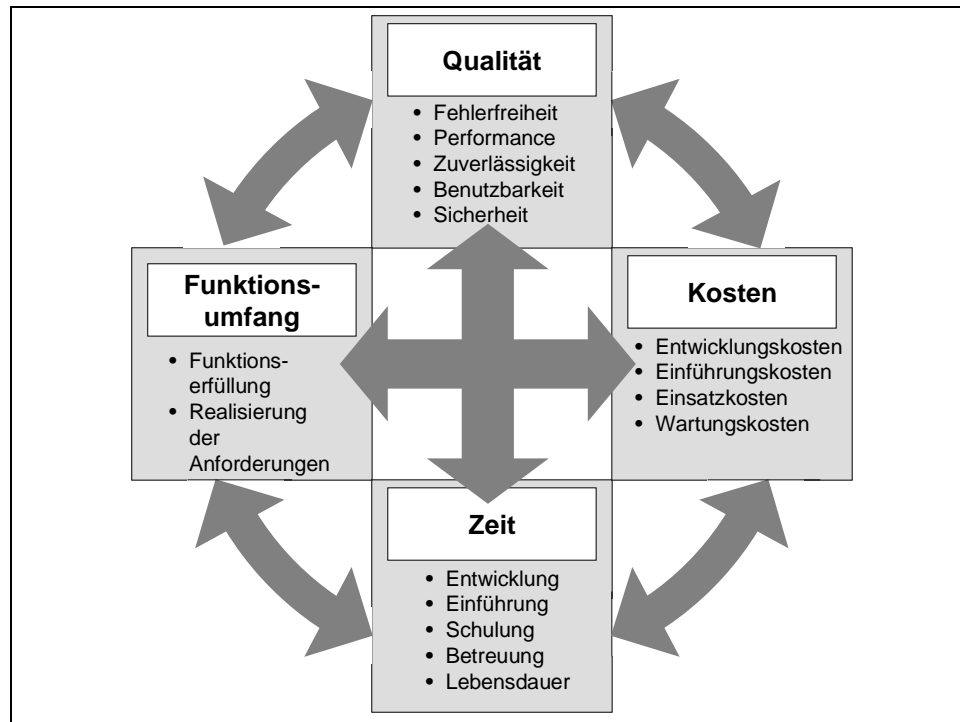 Qualität
• Fehlerfreiheit
• Performance
• Zuverlässigkeit
• Benutzbarkeit
• Sicherheit
Funktions-
umfang
• Funktions-
erfüllung
• Realisierung
der
Anforderungen
Kosten
• Entwicklungskosten
• Einführungskosten
• Einsatzkosten
• Wartungskosten
Zeit
• Entwicklung
• Einführung
• Schulung
• Betreuung
• Lebensdauer